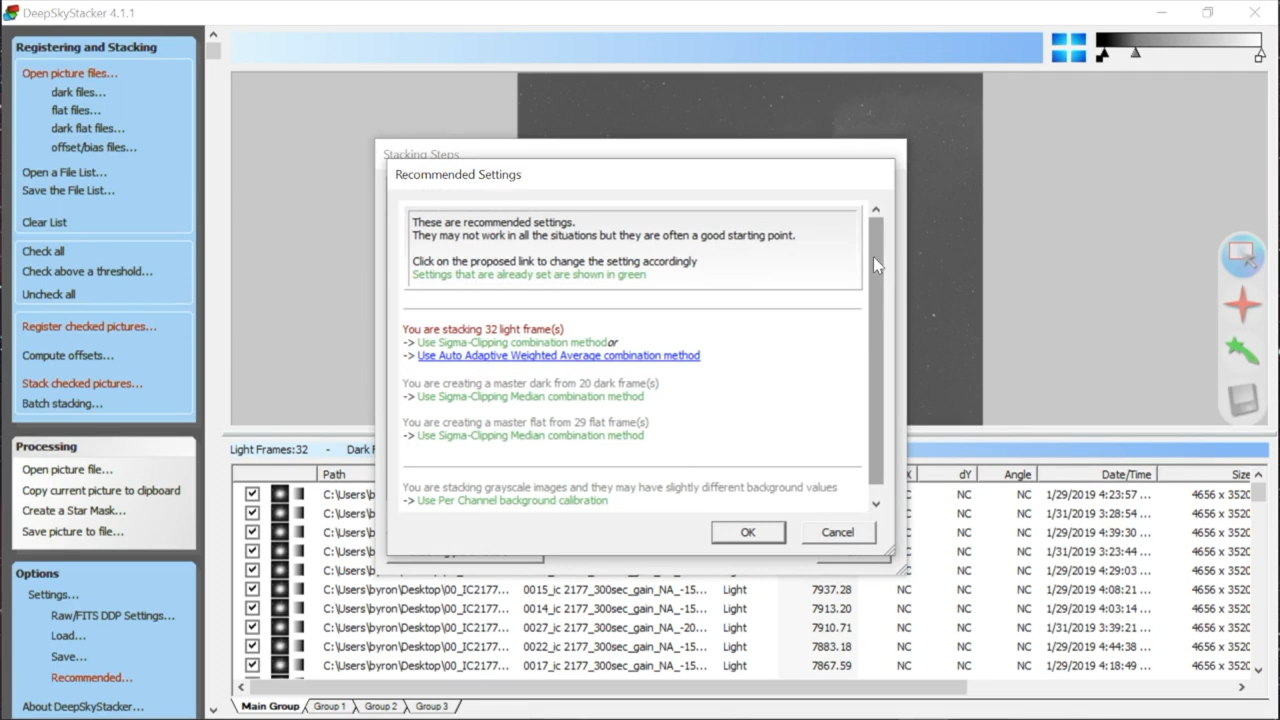 DeepSkyStacker 4.1.1
Registering and Stacking
Open picture files...
dark files...
flat files...
dark flat files...
offset/bias files...
Open a File List...
Save the File List...
Clear List
Check all
Check above a threshold...
Uncheck all
Register checked pictures...
Compute offsets...
Stack checked pictures...
Batch stacking...
Processing
Open picture file...
Copy current picture to clipboard
Create a Star Mask...
Save picture to file...
Options
Settings...
Raw/FITS DDP Settings...
Load...
Save...
Recommended...
About DeepSkyStacker...
Stacking Steps
Recommended Settings
These are recommended settings.
They may not work in all the situations but they are often a good starting point.
Click on the proposed link to change the setting accordingly
Settings that are already set are shown in green
You are stacking 32 light frame(s)
-> Use Sigma-Clipping combination method or
-> Use Auto Adaptive Weighted Average combination method
You are creating a master dark from 20 dark frame(s)
-> Use Sigma-Clipping Median combination method
You are creating a master flat from 29 flat frame(s)
-> Use Sigma-Clipping Median combination method
You are stacking grayscale images and they may have slightly different background values
-> Use Per Channel background calibration
OK Cancel
Light Frames:32 - Dark F
Path dY Angle Date/Time Size
C:\Users\b NC NC 1/29/2019 4:23:57 ... 4656 x 3520
C:\Users\b NC NC 1/31/2019 3:28:54 ... 4656 x 3520
C:\Users\b NC NC 1/29/2019 4:39:30 ... 4656 x 3520
C:\Users\b NC NC 1/31/2019 3:23:44 ... 4656 x 3520
C:\Users\b NC NC 1/29/2019 4:29:03 ... 4656 x 3520
C:\Users\byron\Desktop\00_IC2177... 0015_ic 2177_300sec_gain_NA_-15... Light 7937.28 NC NC NC 1/29/2019 4:08:21 ... 4656 x 3520
C:\Users\byron\Desktop\00_IC2177... 0014_ic 2177_300sec_gain_NA_-15... Light 7913.20 NC NC NC 1/29/2019 4:03:14 ... 4656 x 3520
C:\Users\byron\Desktop\00_IC2177... 0027_ic 2177_300sec_gain_NA_-20... Light 7910.71 NC NC NC 1/31/2019 3:39:21 ... 4656 x 3520
C:\Users\byron\Desktop\00_IC2177... 0022_ic 2177_300sec_gain_NA_-15... Light 7883.18 NC NC NC 1/29/2019 4:44:38 ... 4656 x 3520
C:\Users\byron\Desktop\00_IC2177... 0017_ic 2177_300sec_gain_NA_-15... Light 7867.59 NC NC NC 1/29/2019 4:18:49 ... 4656 x 3520
Main Group Group 1 Group 2 Group 3